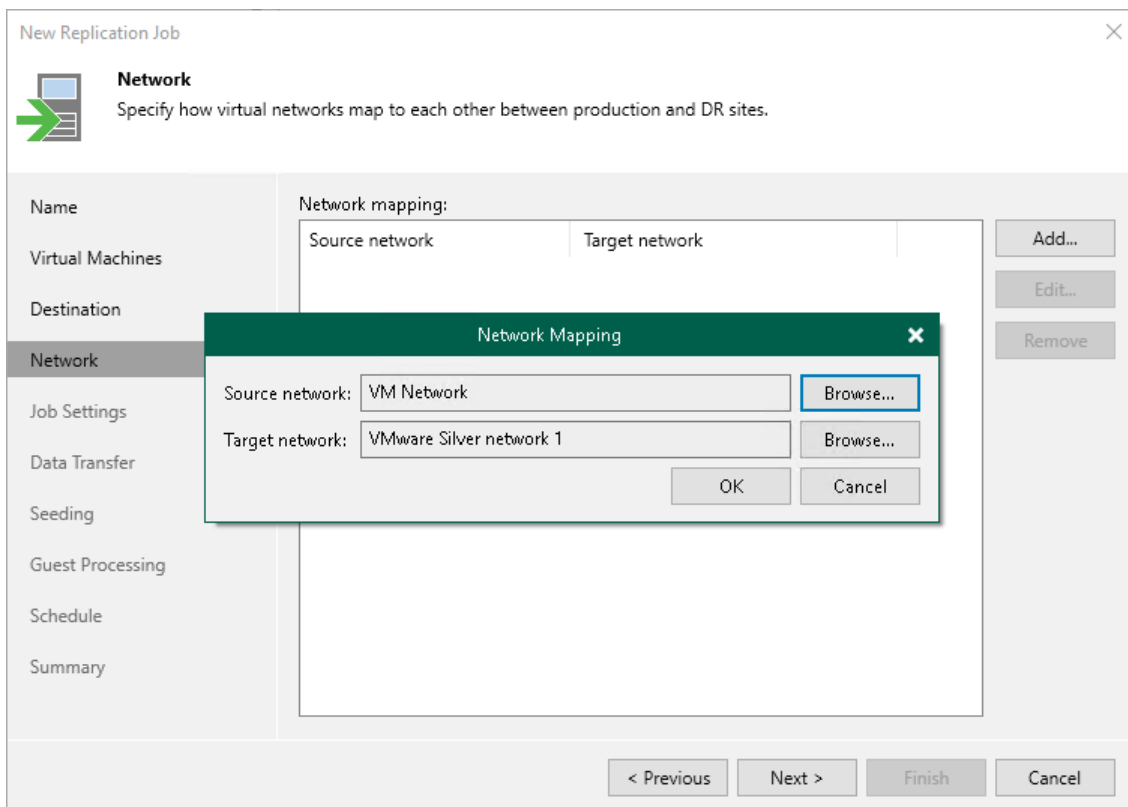 New Replication Job
Network
Specify how virtual networks map to each other between production and DR sites.
Name
Virtual Machines
Destination
Network
Job Settings
Data Transfer
Seeding
Guest Processing
Schedule
Summary
Network mapping:
Source network Target network
Add...
Edit...
Remove
Network Mapping
Source network: VM Network Browse...
Target network: VMware Silver network 1 Browse...
OK Cancel
< Previous Next > Finish Cancel